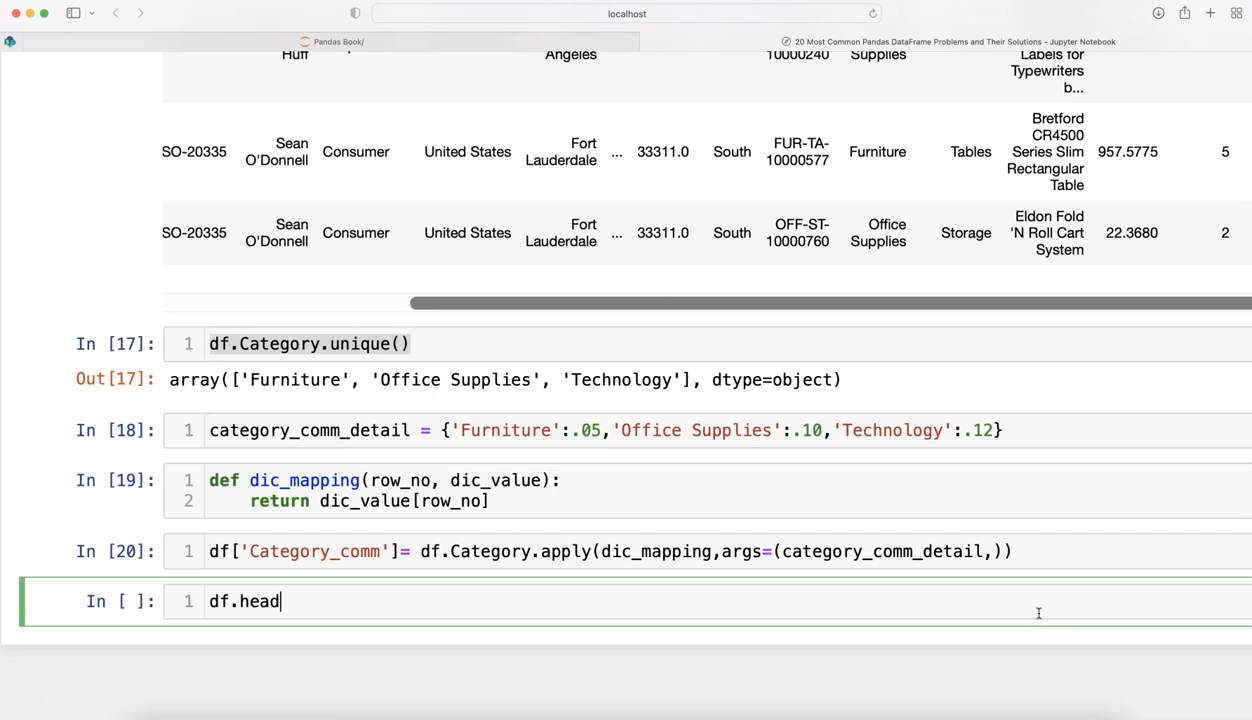 localhost
Pandas Book/
20 Most Common Pandas DataFrame Problems and Their Solutions - Jupyter Notebook
Huff Angeles 10000240 Supplies Labels for
Typewriters
b...
SO-20335 Sean O'Donnell Consumer United States Fort Lauderdale ... 33311.0 South FUR-TA-10000577 Furniture Tables Bretford CR4500 Series Slim Rectangular Table 957.5775 5
SO-20335 Sean O'Donnell Consumer United States Fort Lauderdale ... 33311.0 South OFF-ST-10000760 Office Supplies Storage Eldon Fold 'N Roll Cart System 22.3680 2
In [17]: 1 df.Category.unique()
Out[17]: array(['Furniture', 'Office Supplies', 'Technology'], dtype=object)
In [18]: 1 category_comm_detail = {'Furniture':.05,'Office Supplies':.10,'Technology':.12}
In [19]: 1 def dic_mapping(row_no, dic_value):
2 return dic_value[row_no]
In [20]: 1 df['Category_comm']= df.Category.apply(dic_mapping,args=(category_comm_detail,))
In [ ]: 1 df.head